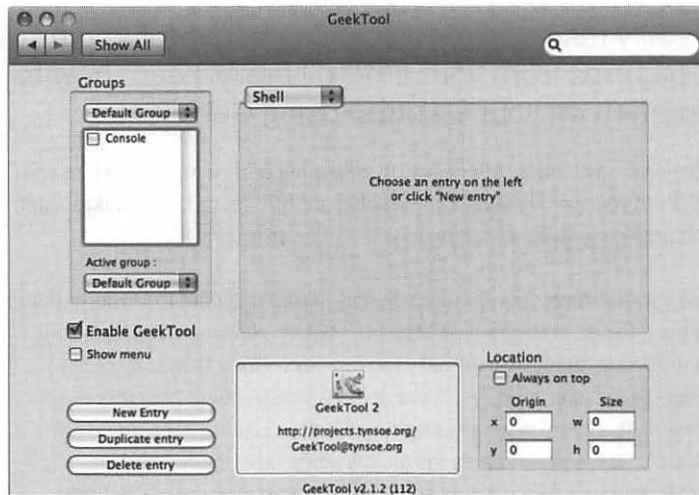 GeekTool
Show All
Groups
Default Group
Console
Active group :
Default Group
Enable GeekTool
Show menu
New Entry
Duplicate entry
Delete entry
Shell
Choose an entry on the left
or click "New entry"
GeekTool 2
http://projects.tynsoe.org/
GeekTool@tynsoe.org
GeekTool v2.1.2 (112)
Location
Always on top
Origin Size
x 0 w 0
y 0 h 0